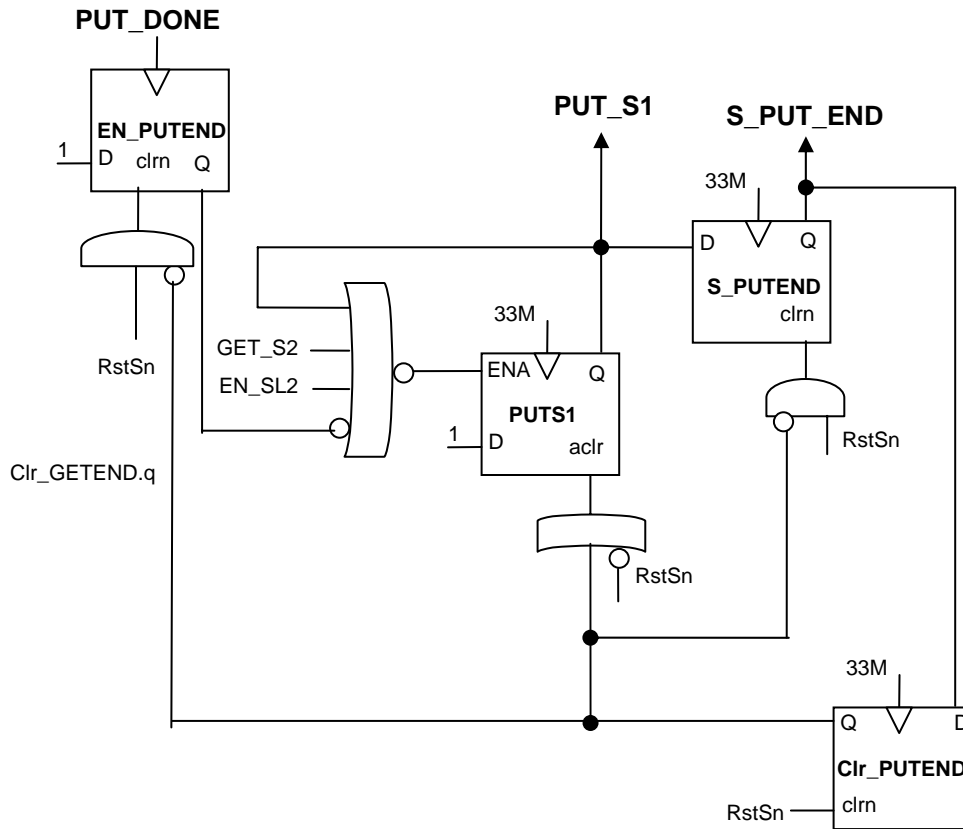 PUT_DONE
EN_PUTEND
1
D
clrn
Q
RstSn
Clr_GETEND.q
PUT_S1
S_PUT_END
33M
D
Q
S_PUTEND
clrn
RstSn
GET_S2
EN_SL2
33M
ENA
Q
PUTS1
1
D
aclr
RstSn
33M
Q
D
Clr_PUTEND
RstSn
clrn